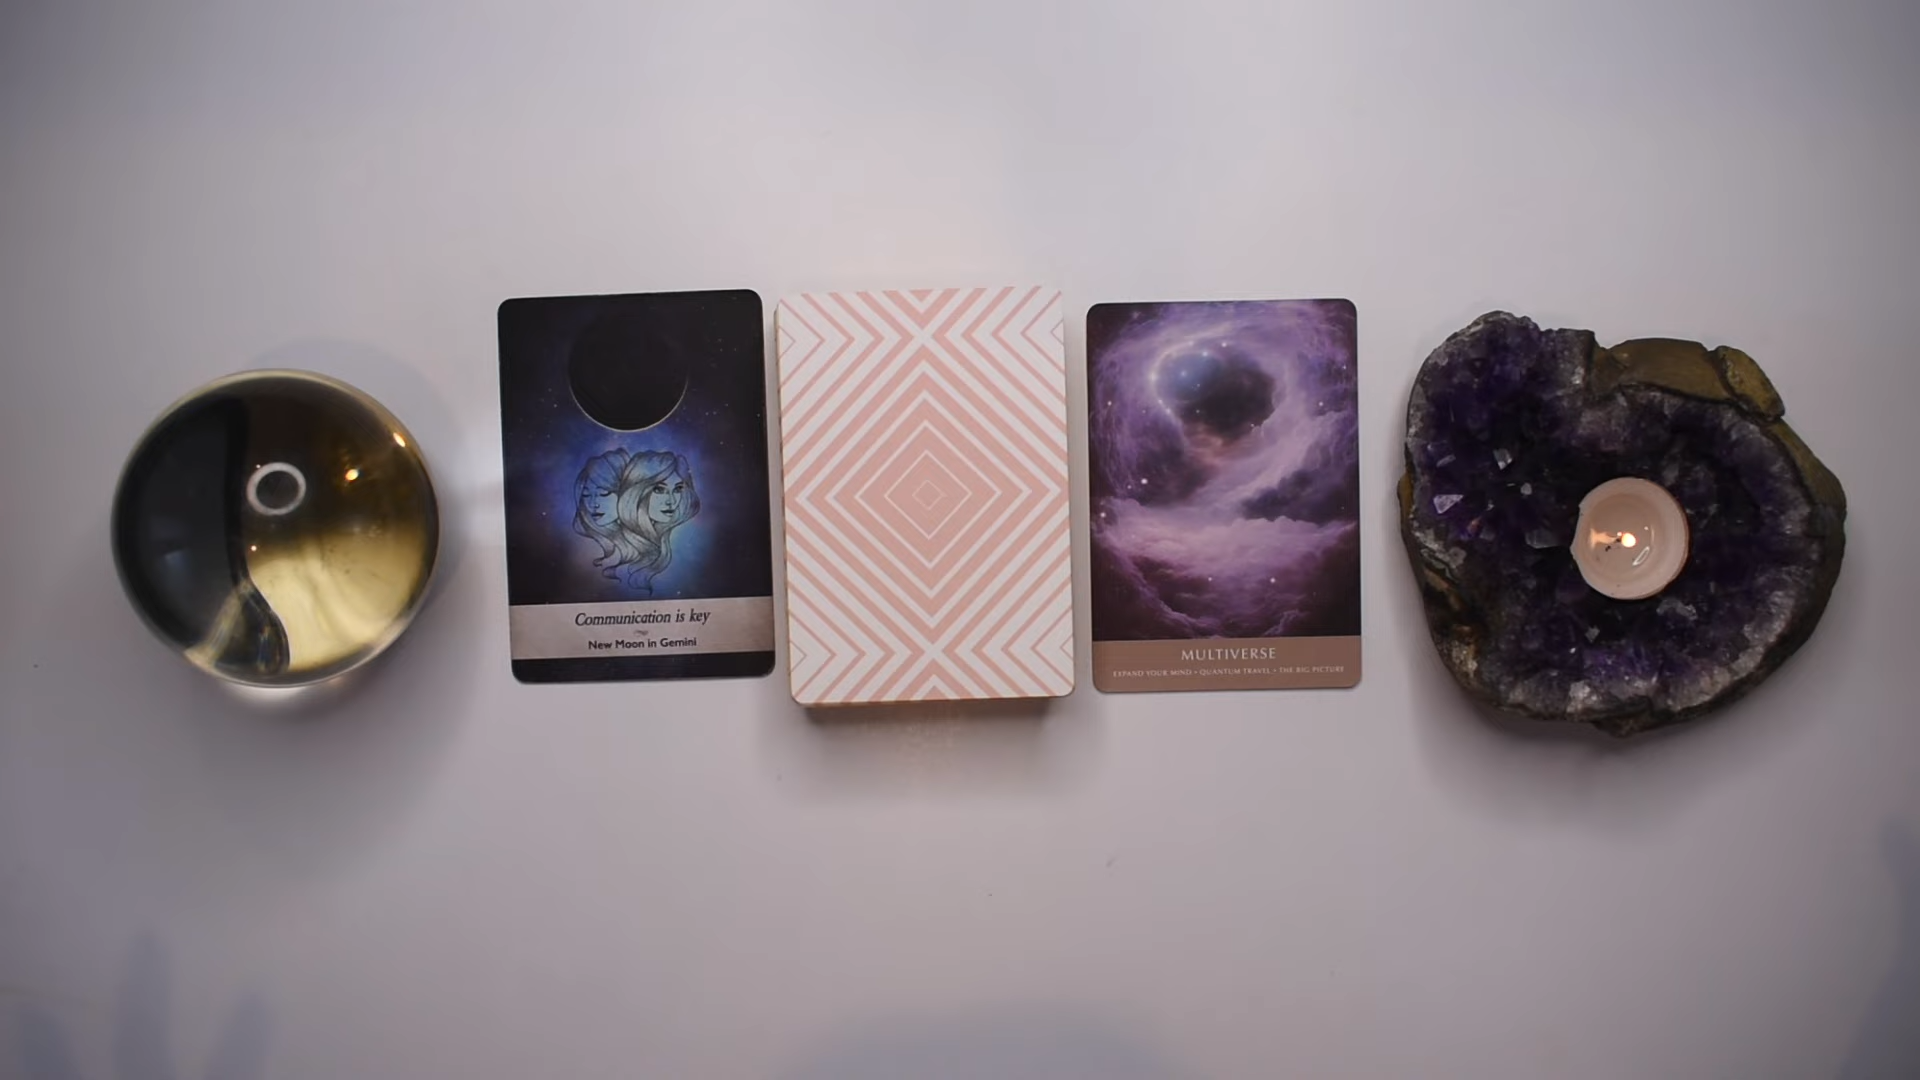 Communication is key
New Moon in Gemini
MULTIVERSE
EXPAND YOUR MIND • QUANTUM TRAVEL • THE BIG PICTURE